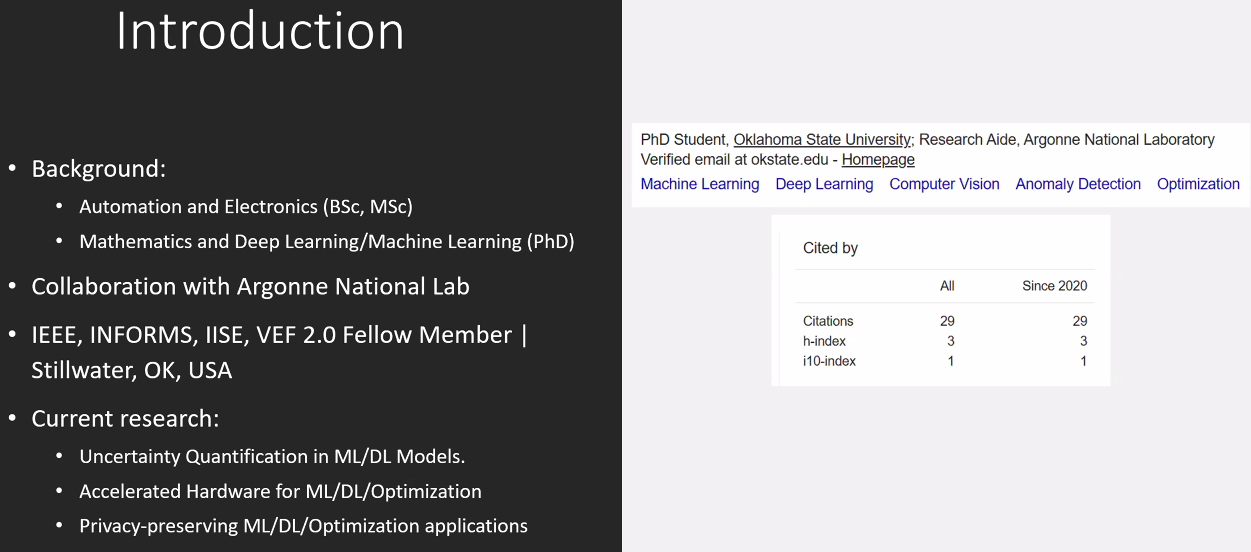 Introduction
• Background:
• Automation and Electronics (BSc, MSc)
• Mathematics and Deep Learning/Machine Learning (PhD)
• Collaboration with Argonne National Lab
• IEEE, INFORMS, IISE, VEF 2.0 Fellow Member |
Stillwater, OK, USA
• Current research:
• Uncertainty Quantification in ML/DL Models.
• Accelerated Hardware for ML/DL/Optimization
• Privacy-preserving ML/DL/Optimization applications
PhD Student, Oklahoma State University; Research Aide, Argonne National Laboratory
Verified email at okstate.edu - Homepage
Machine Learning Deep Learning Computer Vision Anomaly Detection Optimization
Cited by
All Since 2020
Citations 29 29
h-index 3 3
i10-index 1 1